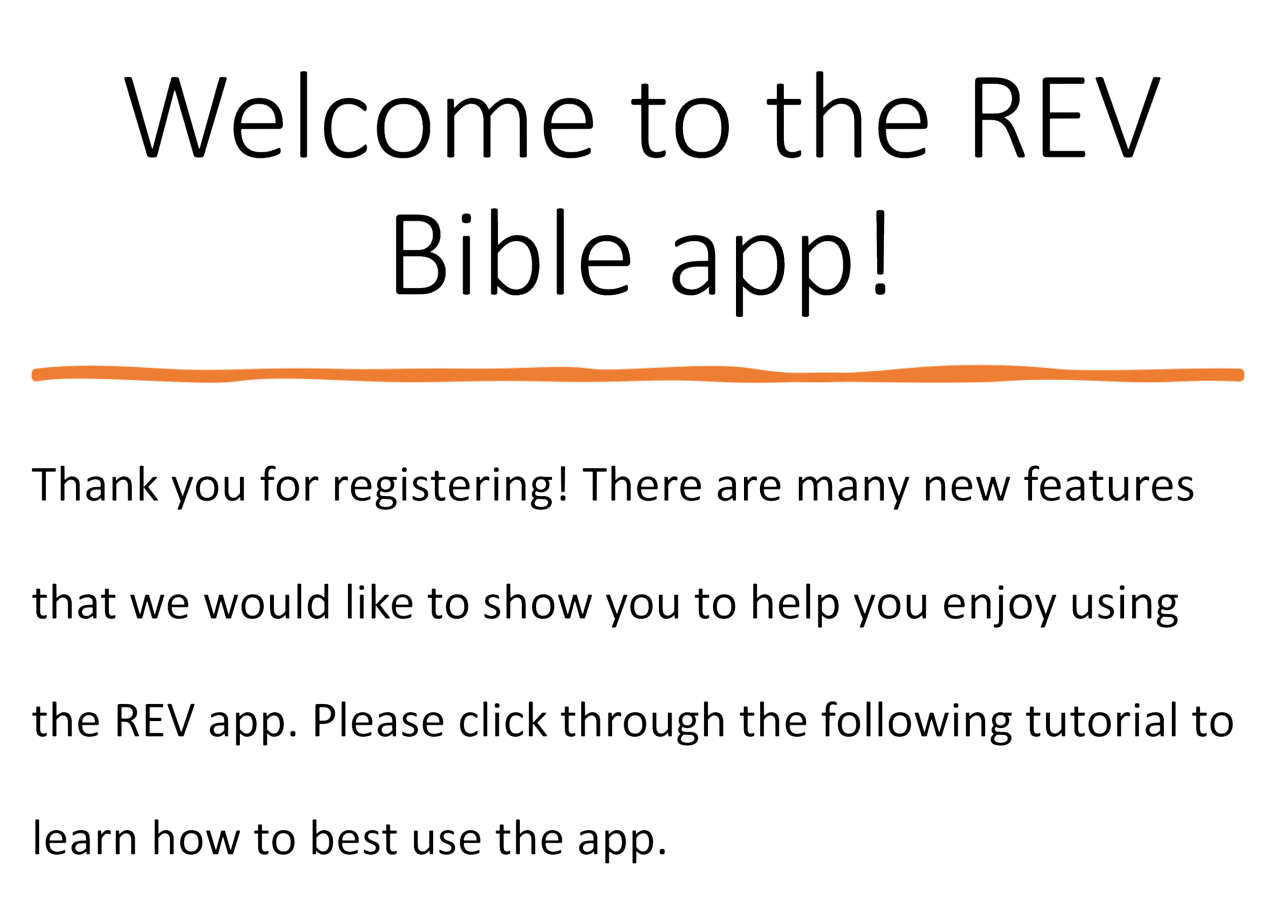 Welcome to the REV
Bible app!
Thank you for registering! There are many new features
that we would like to show you to help you enjoy using
the REV app. Please click through the following tutorial to
learn how to best use the app.